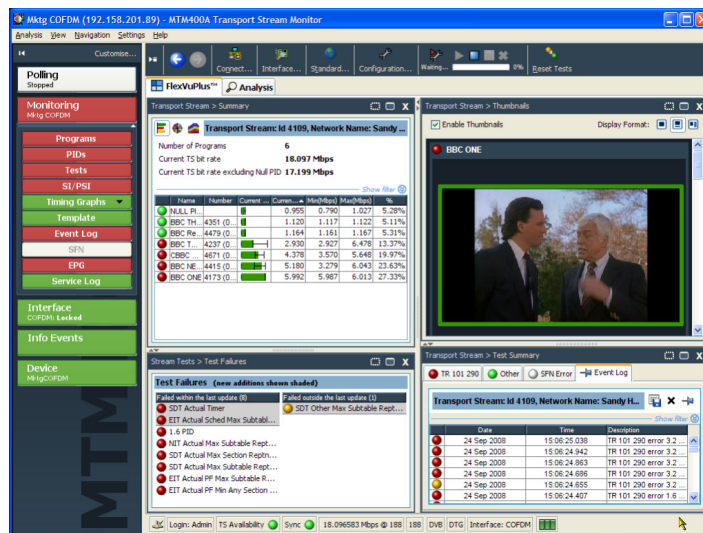 Mktg COFDM (192.158.201.89) - MTM400A Transport Stream Monitor
Analysis View Navigation Settings Help
Customise...
Connect... Interface... Standard... Configuration... Waiting... 0% Reset Tests
Polling
Stopped
Monitoring
Mktg COFDM
Programs
PIDs
Tests
SI/PSI
Timing Graphs
Template
Event Log
SFN
EPG
Service Log
Interface
COFDM: Locked
Info Events
Device
MktgCOFDM
MTM
FlexVuPlus™ Analysis
Transport Stream > Summary
Transport Stream: Id 4109, Network Name: Sandy ...
Number of Programs 6
Current TS bit rate 18.097 Mbps
Current TS bit rate excluding Null PID 17.199 Mbps
Show filter
Name Number Current ... Curren... Min(Mbps) Max(Mbps) %
NULL PI... 0.955 0.790 1.027 5.28%
BBC TH... 4351 (0... 1.120 1.117 1.122 5.11%
BBC Re... 4479 (0... 1.164 1.161 1.167 5.31%
BBC T... 4237 (0... 2.930 2.927 6.478 13.37%
CBBC ... 4671 (0... 4.378 3.570 5.648 19.97%
BBC NE... 4415 (0... 5.180 3.279 6.043 23.63%
BBC ONE 4173 (0... 5.992 5.987 6.013 27.33%
Transport Stream > Thumbnails
Enable Thumbnails Display Format:
BBC ONE
Stream Tests > Test Failures
Test Failures (new additions shown shaded)
Failed within the last update (8) Failed outside the last update (1)
SDT Actual Timer SDT Other Max Subtable Rept...
EIT Actual Sched Max Subtabl...
1.6 PID
NIT Actual Max Subtable Rept...
SDT Actual Max Section Reptn...
SDT Actual Max Subtable Rept...
EIT Actual PF Max Subtable R...
EIT Actual PF Min Any Section ...
Transport Stream > Test Summary
TR 101 290 Other SFN Error Event Log
Transport Stream: Id 4109, Network Name: Sandy H...
Show filter
Date Time Description
24 Sep 2008 15:06:25.038 TR 101 290 error 3.2 ...
24 Sep 2008 15:06:24.942 TR 101 290 error 3.2 ...
24 Sep 2008 15:06:24.863 TR 101 290 error 3.2 ...
24 Sep 2008 15:06:24.686 TR 101 290 error 3.2 ...
24 Sep 2008 15:06:24.655 TR 101 290 error 3.2 ...
24 Sep 2008 15:06:24.407 TR 101 290 error 1.6 ...
Login: Admin TS Availability Sync 18.096583 Mbps @ 188 188 DVB DTG Interface: COFDM